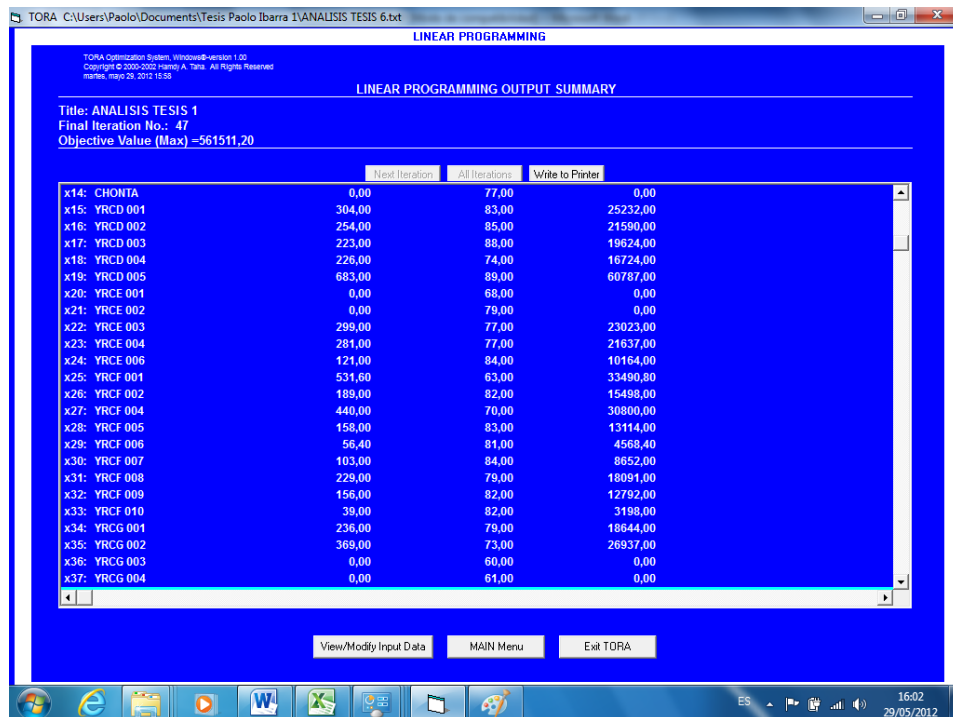 TORA C:\Users\Paolo\Documents\Tesis Paolo Ibarra 1\ANALISIS TESIS 6.txt
LINEAR PROGRAMMING
TORA Optimization System, Windows®-version 1.00
Copyright © 2000-2002 Hamdy A. Taha. All Rights Reserved
martes, mayo 29, 2012 15:58
LINEAR PROGRAMMING OUTPUT SUMMARY
Title: ANALISIS TESIS 1
Final Iteration No.: 47
Objective Value (Max) =561511,20
Next Iteration All Iterations Write to Printer
x14: CHONTA 0,00 77,00 0,00
x15: YRCD 001 304,00 83,00 25232,00
x16: YRCD 002 254,00 85,00 21590,00
x17: YRCD 003 223,00 88,00 19624,00
x18: YRCD 004 226,00 74,00 16724,00
x19: YRCD 005 683,00 89,00 60787,00
x20: YRCE 001 0,00 68,00 0,00
x21: YRCE 002 0,00 79,00 0,00
x22: YRCE 003 299,00 77,00 23023,00
x23: YRCE 004 281,00 77,00 21637,00
x24: YRCE 006 121,00 84,00 10164,00
x25: YRCF 001 531,60 63,00 33490,80
x26: YRCF 002 189,00 82,00 15498,00
x27: YRCF 004 440,00 70,00 30800,00
x28: YRCF 005 158,00 83,00 13114,00
x29: YRCF 006 56,40 81,00 4568,40
x30: YRCF 007 103,00 84,00 8652,00
x31: YRCF 008 229,00 79,00 18091,00
x32: YRCF 009 156,00 82,00 12792,00
x33: YRCF 010 39,00 82,00 3198,00
x34: YRCG 001 236,00 79,00 18644,00
x35: YRCG 002 369,00 73,00 26937,00
x36: YRCG 003 0,00 60,00 0,00
x37: YRCG 004 0,00 61,00 0,00
View/Modify Input Data MAIN Menu Exit TORA
ES 16:02
29/05/2012